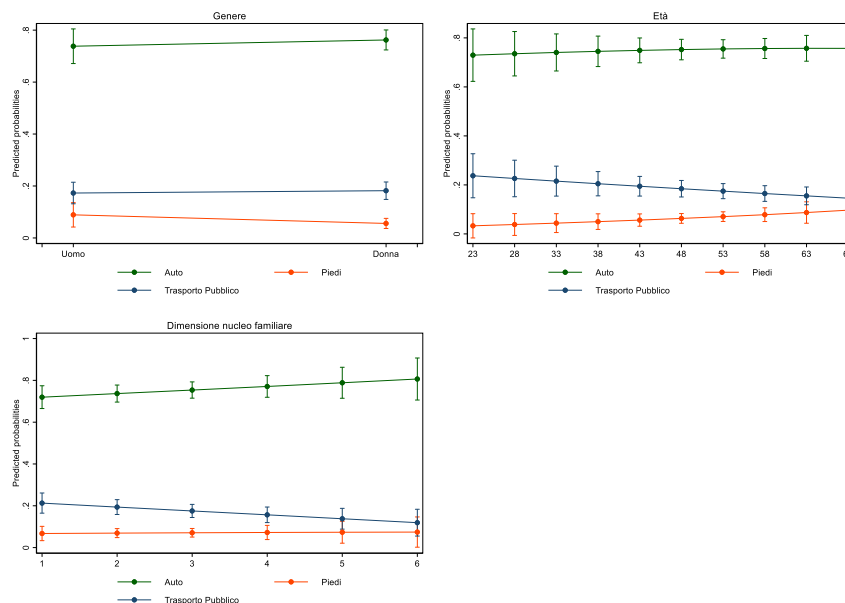 Genere
Predicted probabilities
0 .2 .4 .6 .8
Uomo Donna
Auto Piedi
Trasporto Pubblico
Età
Predicted probabilities
0 .2 .4 .6 .8
23 28 33 38 43 48 53 58 63
Auto Piedi
Trasporto Pubblico
Dimensione nucleo familiare
Predicted probabilities
0 .2 .4 .6 .8 1
1 2 3 4 5 6
Auto Piedi
Trasporto Pubblico